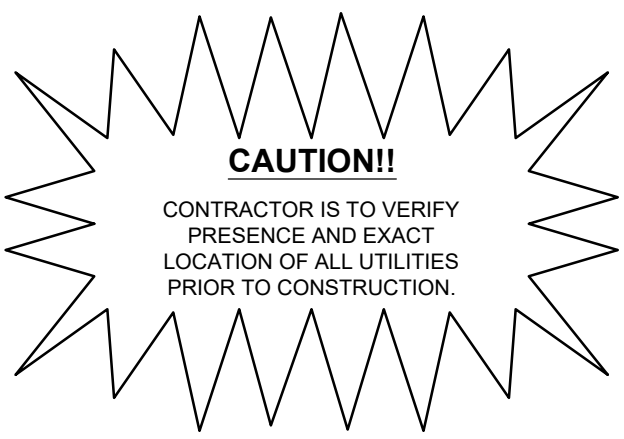 CAUTION!!
CONTRACTOR IS TO VERIFY
PRESENCE AND EXACT
LOCATION OF ALL UTILITIES
PRIOR TO CONSTRUCTION.